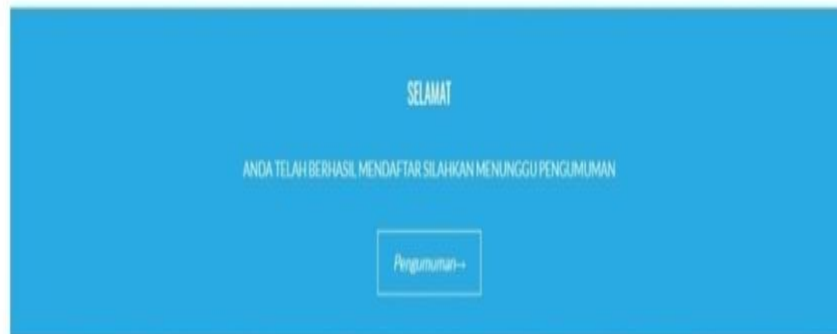 SELAMAT
ANDA TELAH BERHASIL MENDAFTAR SILAHKAN MENUNGGU PENGUMUMAN
Pengumuman→